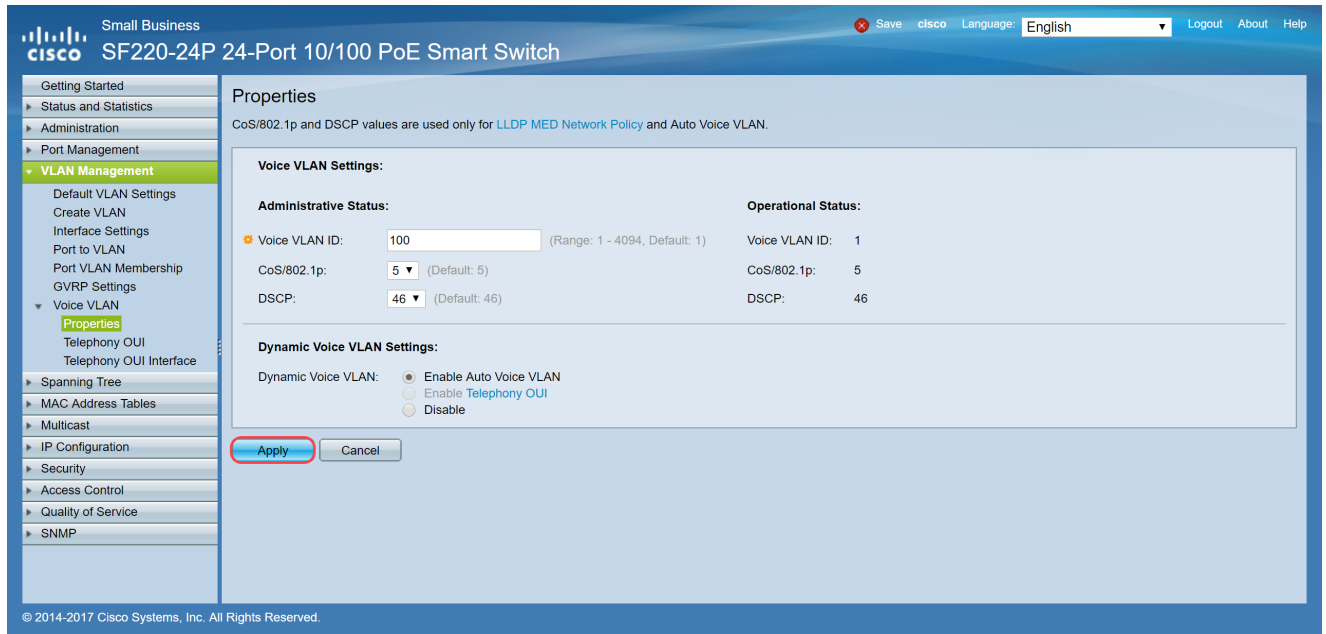 Small Business
Save cisco Language: English Logout About Help
cisco SF220-24P 24-Port 10/100 PoE Smart Switch
Getting Started
Status and Statistics
Administration
Port Management
VLAN Management
Default VLAN Settings
Create VLAN
Interface Settings
Port to VLAN
Port VLAN Membership
GVRP Settings
Voice VLAN
Properties
Telephony OUI
Telephony OUI Interface
Spanning Tree
MAC Address Tables
Multicast
IP Configuration
Security
Access Control
Quality of Service
SNMP
Properties
CoS/802.1p and DSCP values are used only for LLDP MED Network Policy and Auto Voice VLAN.
Voice VLAN Settings:
Administrative Status: Operational Status:
Voice VLAN ID: 100 (Range: 1 - 4094, Default: 1) Voice VLAN ID: 1
CoS/802.1p: 5 (Default: 5) CoS/802.1p: 5
DSCP: 46 (Default: 46) DSCP: 46
Dynamic Voice VLAN Settings:
Dynamic Voice VLAN: Enable Auto Voice VLAN
Enable Telephony OUI
Disable
Apply Cancel
© 2014-2017 Cisco Systems, Inc. All Rights Reserved.